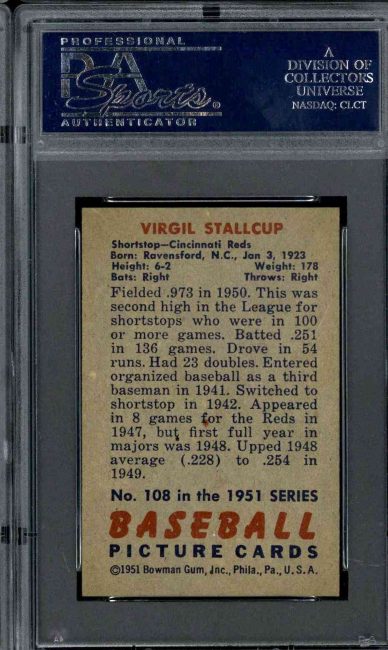 PROFESSIONAL
PSA
Sports
AUTHENTICATOR
A
DIVISION OF
COLLECTORS
UNIVERSE
NASDAQ: CLCT
VIRGIL STALLCUP
Shortstop—Cincinnati Reds
Born: Ravensford, N.C., Jan 3, 1923
Height: 6-2 Weight: 178
Bats: Right Throws: Right
Fielded .973 in 1950. This was
second high in the League for
shortstops who were in 100
or more games. Batted .251
in 136 games. Drove in 54
runs. Had 23 doubles. Entered
organized baseball as a third
baseman in 1941. Switched to
shortstop in 1942. Appeared
in 8 games for the Reds in
1947, but first full year in
majors was 1948. Upped 1948
average (.228) to .254 in
1949.
No. 108 in the 1951 SERIES
BASEBALL
PICTURE CARDS
©1951 Bowman Gum, Inc., Phila., Pa., U.S.A.